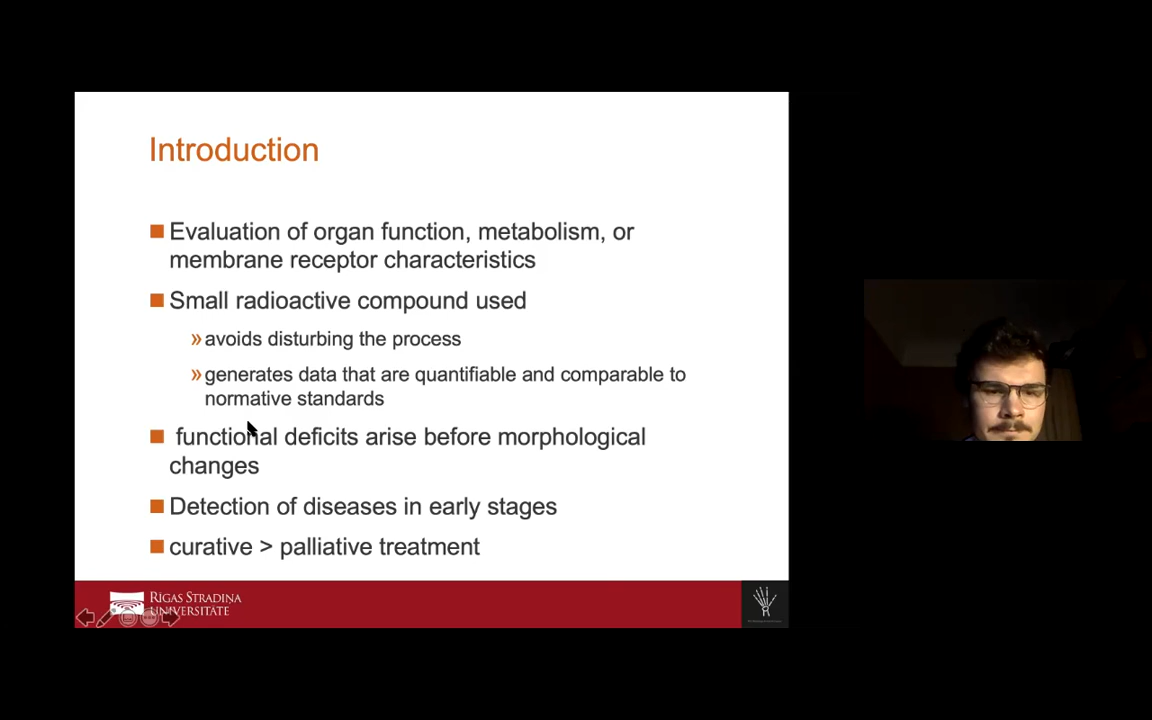 Introduction
Evaluation of organ function, metabolism, or
membrane receptor characteristics
Small radioactive compound used
» avoids disturbing the process
» generates data that are quantifiable and comparable to
normative standards
functional deficits arise before morphological
changes
Detection of diseases in early stages
curative > palliative treatment
RĪGAS STRADIŅA
UNIVERSITĀTE